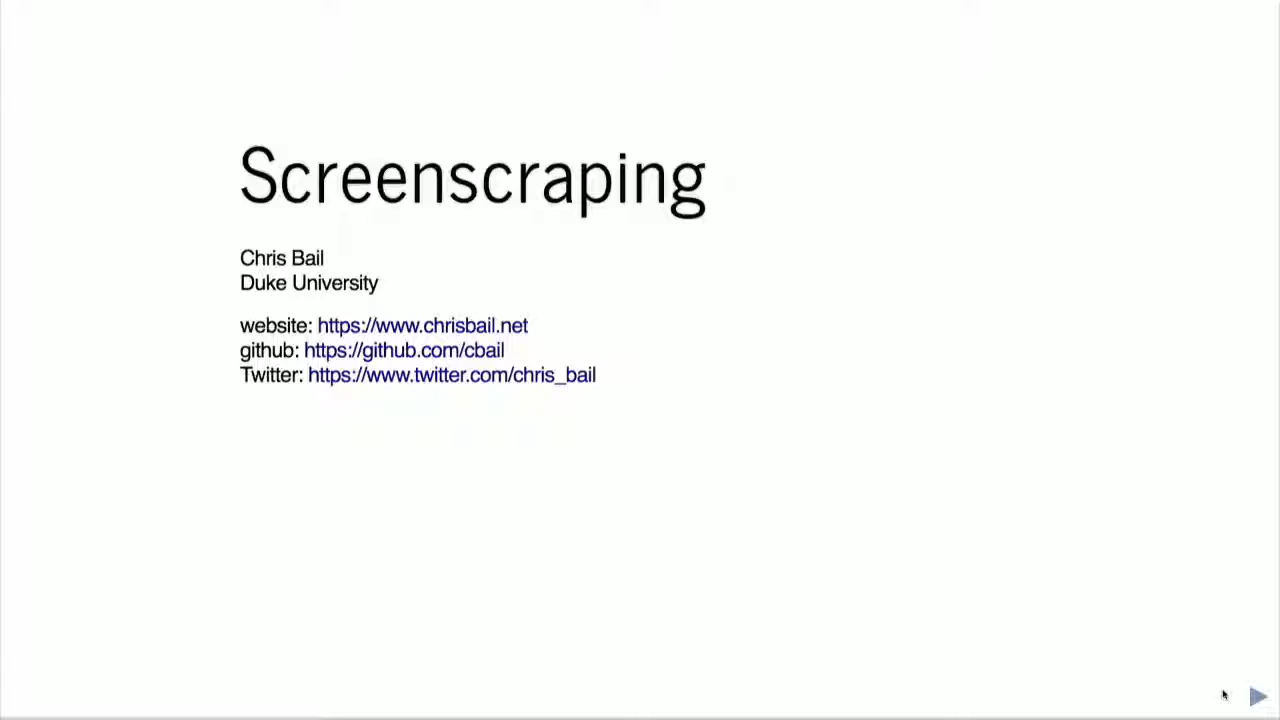 Screenscraping
Chris Bail
Duke University
website: https://www.chrisbail.net
github: https://github.com/cbail
Twitter: https://www.twitter.com/chris_bail